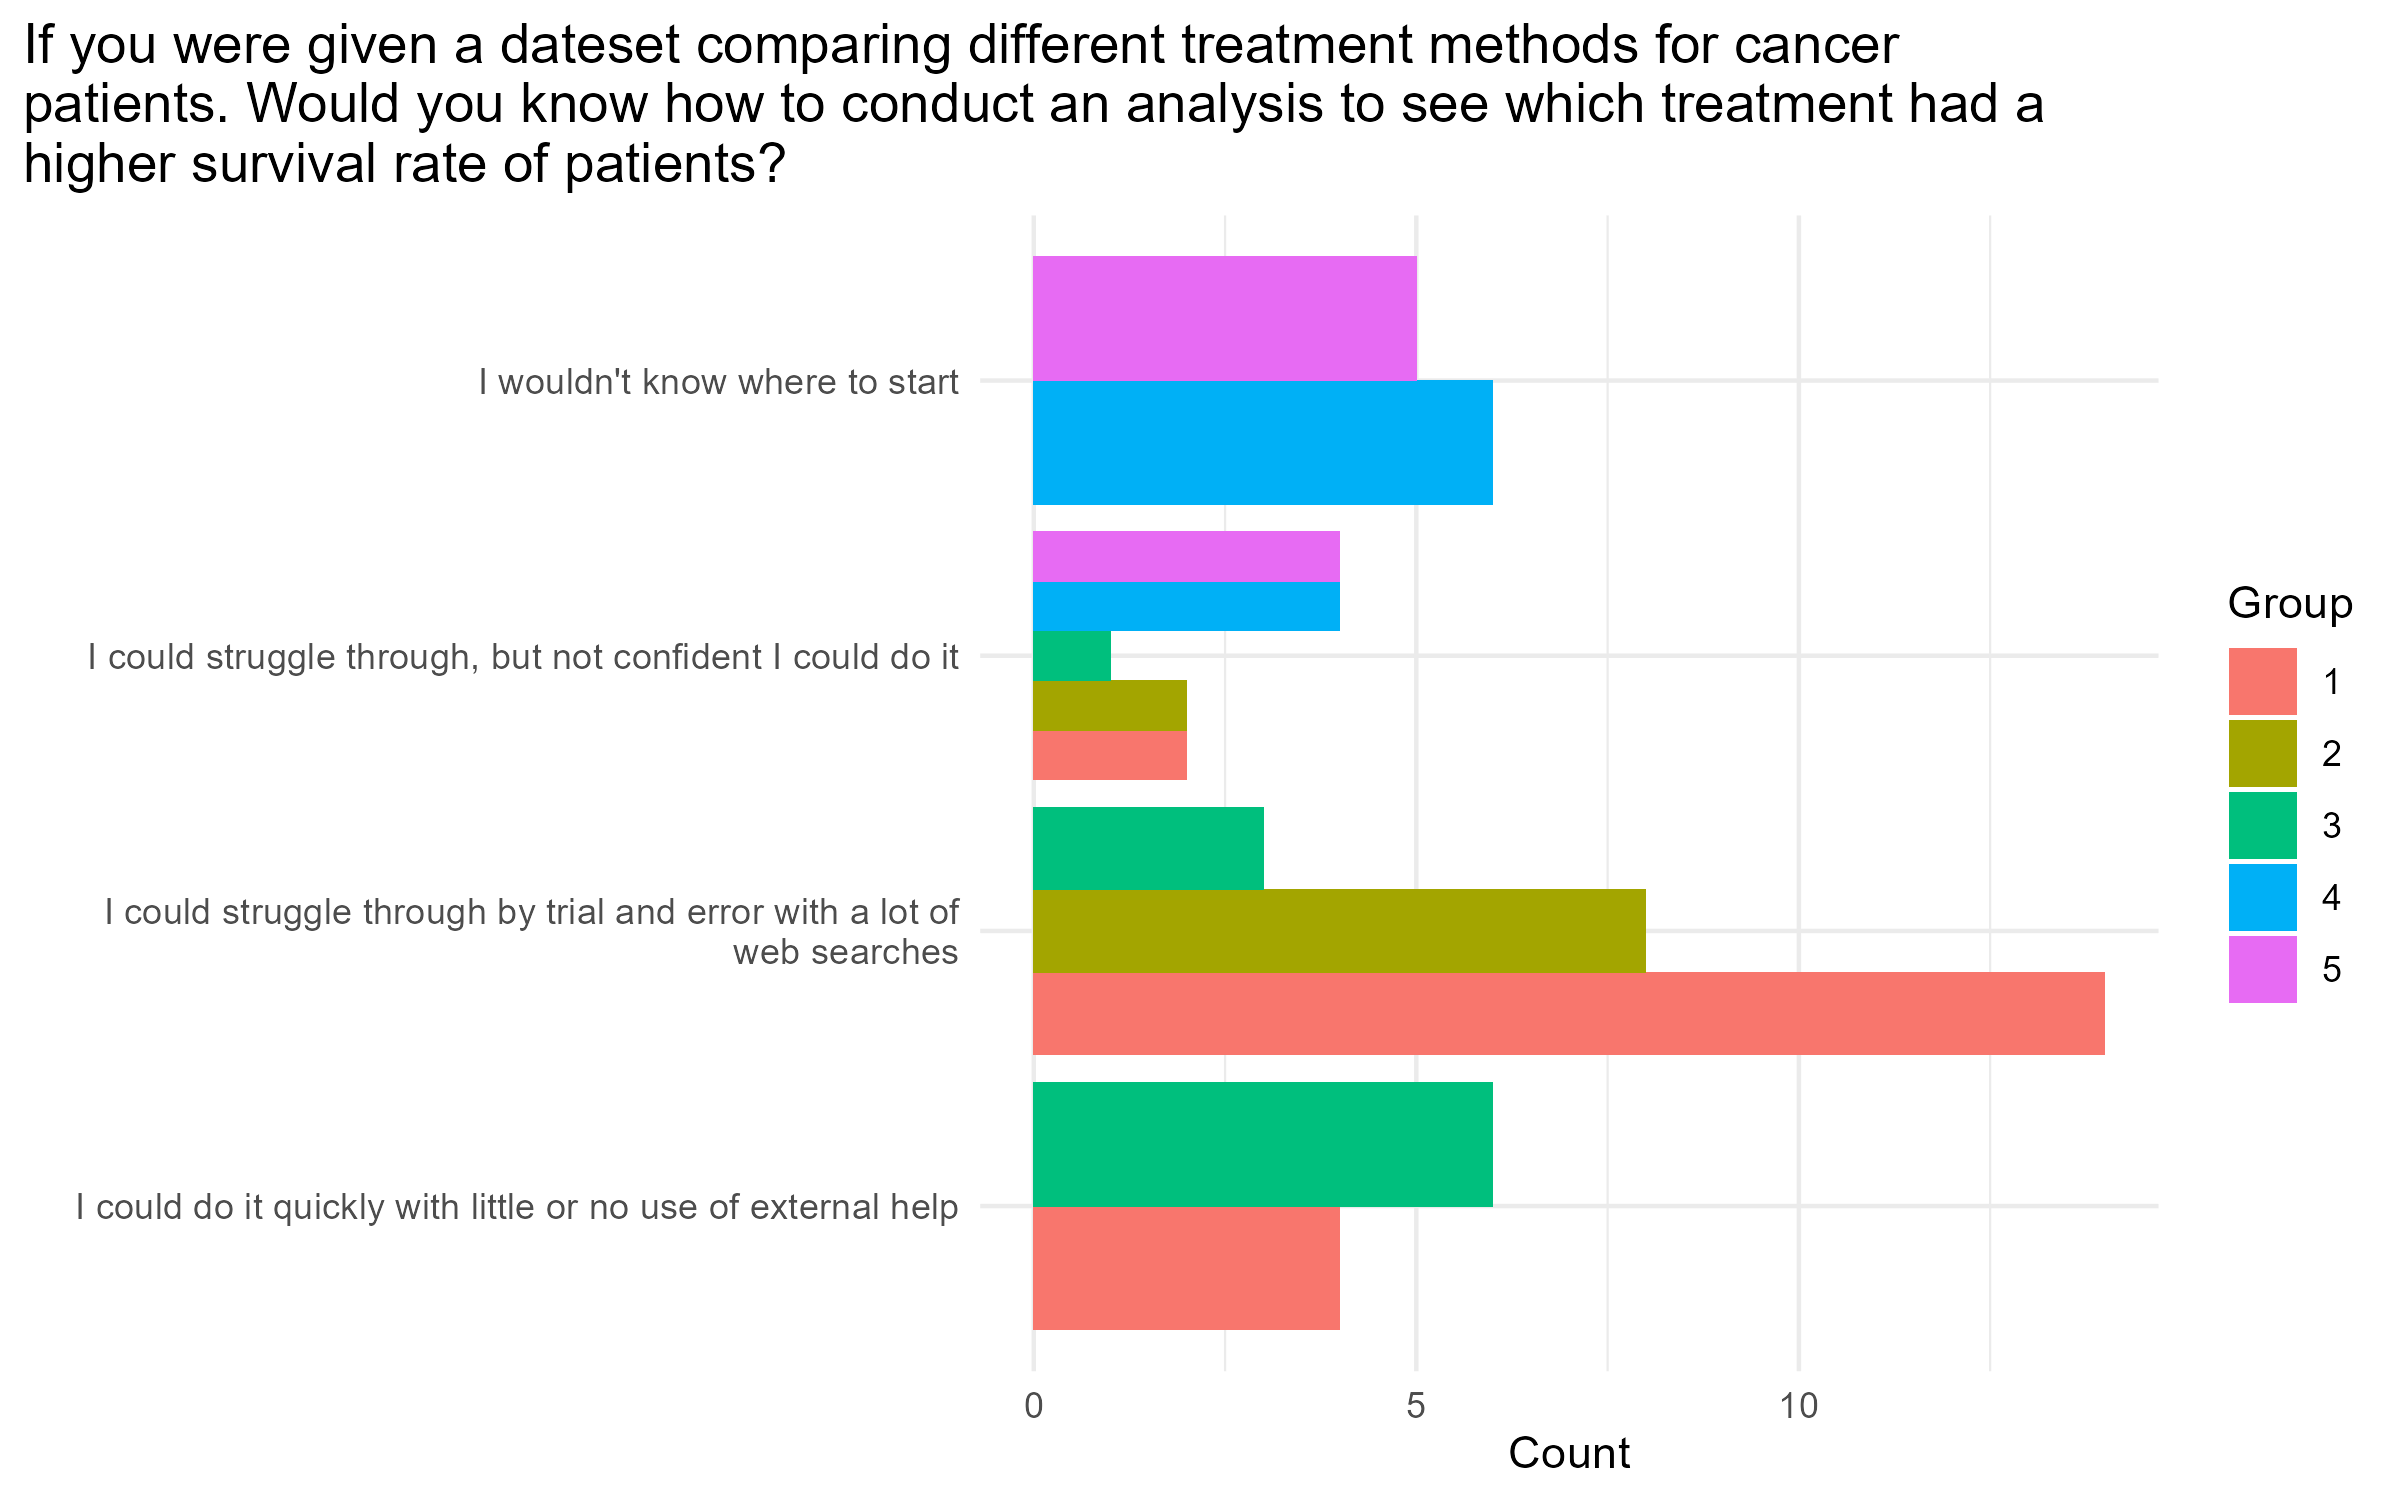 If you were given a dateset comparing different treatment methods for cancer
patients. Would you know how to conduct an analysis to see which treatment had a
higher survival rate of patients?
I wouldn't know where to start
I could struggle through, but not confident I could do it
I could struggle through by trial and error with a lot of
web searches
I could do it quickly with little or no use of external help
0
5
10
Count
Group
1
2
3
4
5